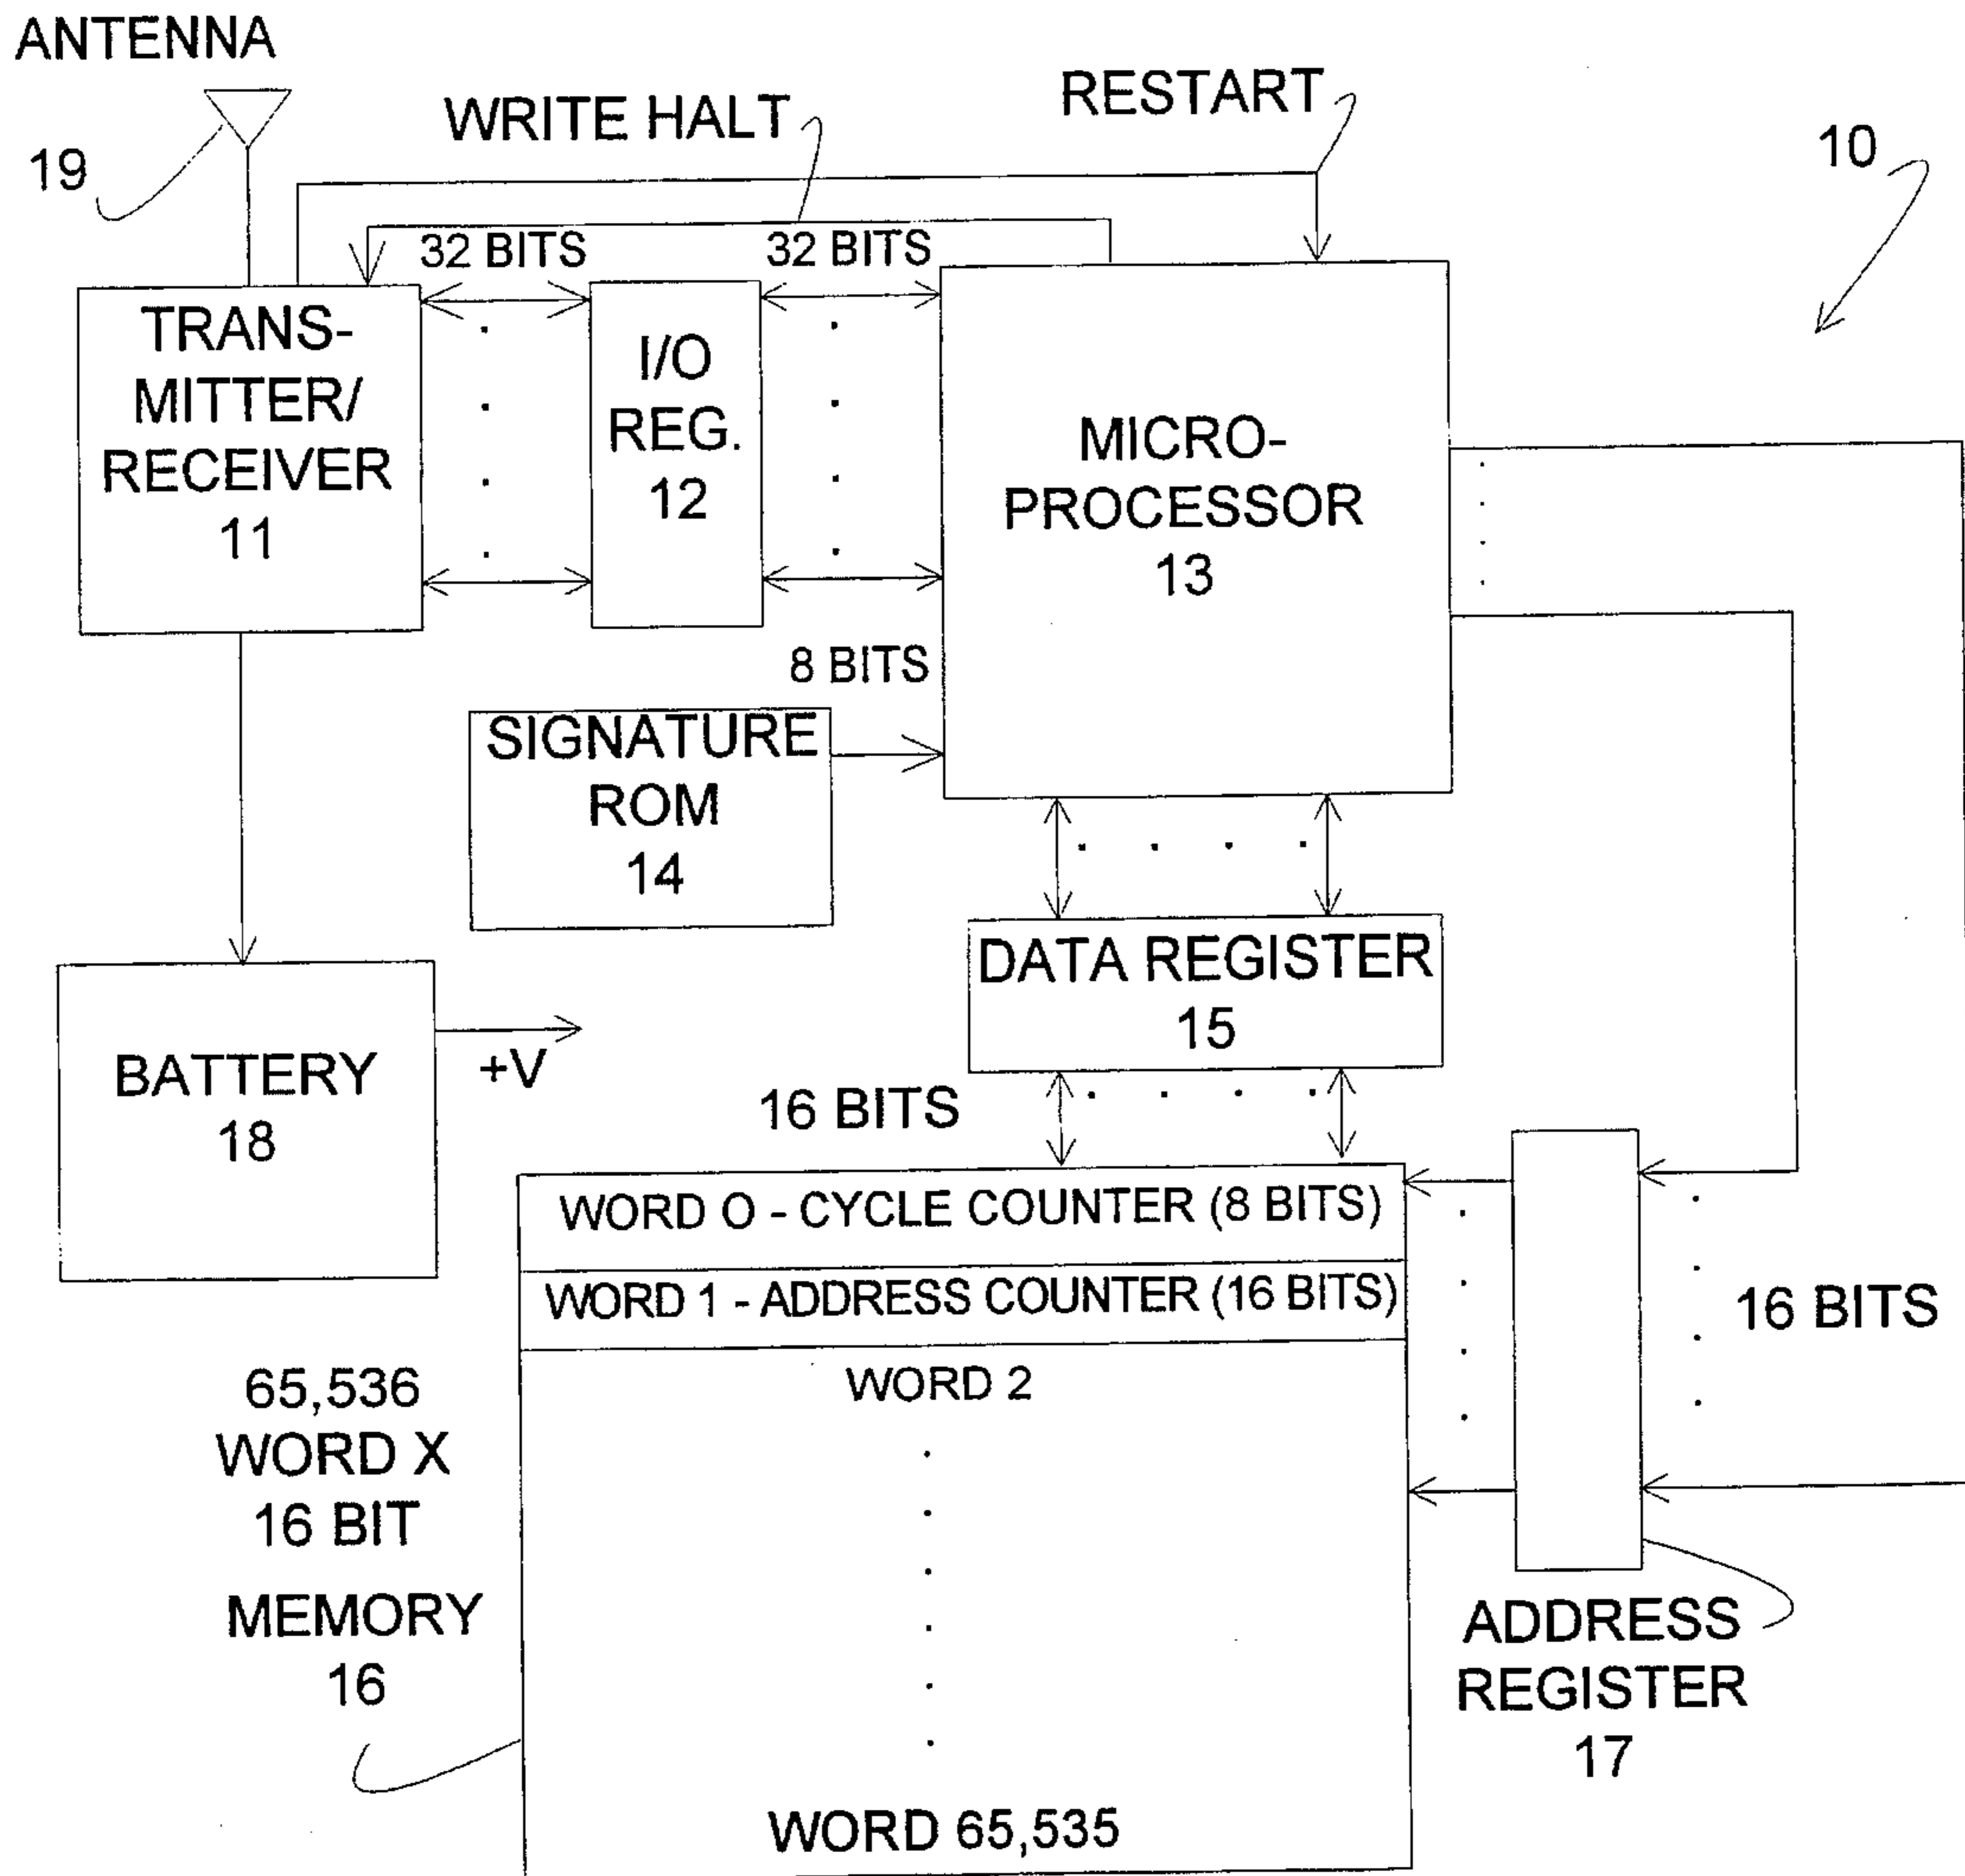 ANTENNA
19
WRITE HALT
RESTART
10
32 BITS
32 BITS
TRANS-
MITTER/
RECEIVER
11
I/O
REG.
12
MICRO-
PROCESSOR
13
8 BITS
SIGNATURE
ROM
14
DATA REGISTER
15
BATTERY
18
+V
16 BITS
WORD O - CYCLE COUNTER (8 BITS)
WORD 1 - ADDRESS COUNTER (16 BITS)
WORD 2
WORD 65,535
65,536
WORD X
16 BIT
MEMORY
16
16 BITS
ADDRESS
REGISTER
17